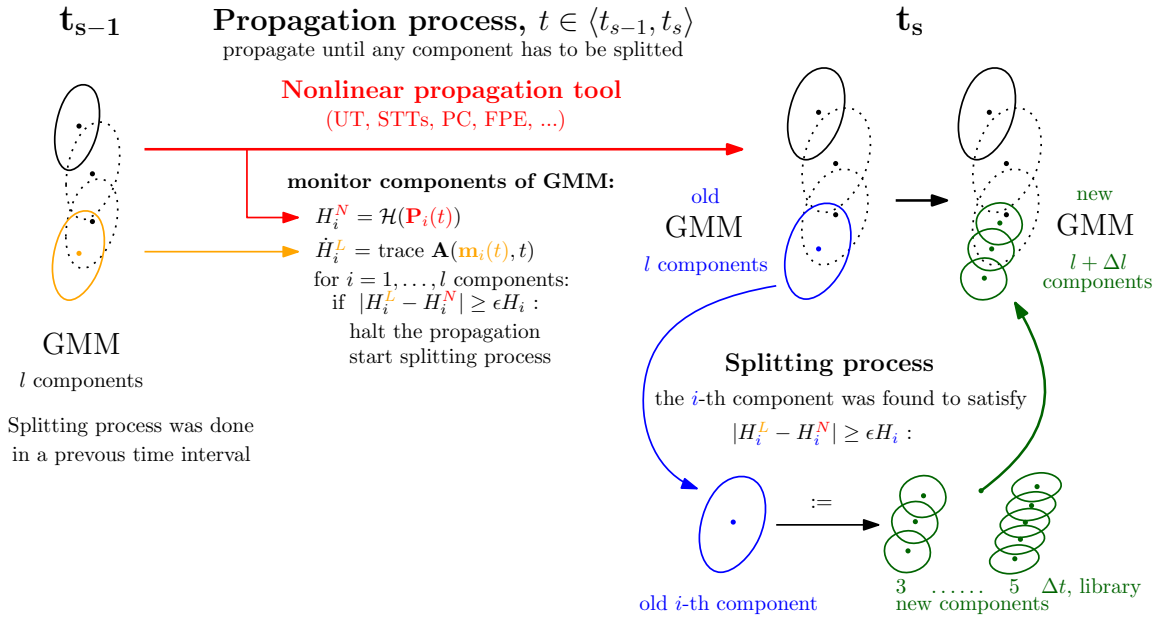 t_{s−1}
Propagation process, t ∈ ⟨t_{s−1}, t_s⟩
propagate until any component has to be splitted
t_s
Nonlinear propagation tool
(UT, STTs, PC, FPE, ...)
monitor components of GMM:
H_i^N = ℋ(P_i(t))
Ḣ_i^L = trace A(m_i(t), t)
for i = 1, . . . , l components:
if |H_i^L − H_i^N| ≥ ϵH_i :
halt the propagation
start splitting process
GMM
l components
Splitting process was done
in a prevous time interval
old
GMM
l components
new
GMM
l + Δl
components
Splitting process
the i-th component was found to satisfy
|H_i^L − H_i^N| ≥ ϵH_i :
:=
old i-th component
3 ...... 5 Δt, library
new components